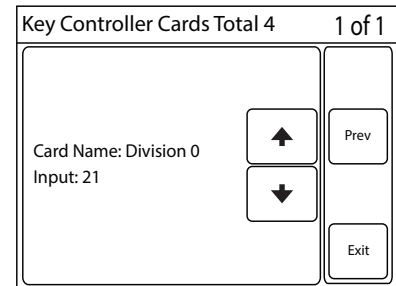 Key Controller Cards Total 4 1 of 1
Card Name: Division 0
Input: 21
Prev
Exit